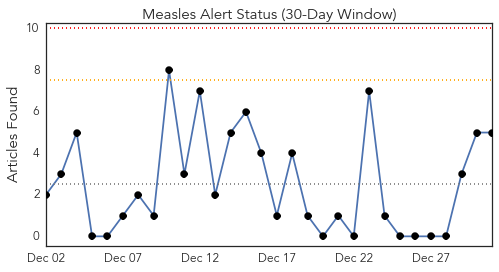 Measles Alert Status (30-Day Window)
Articles Found
10
8
6
4
2
0
Dec 02
Dec 07
Dec 12
Dec 17
Dec 22
Dec 27